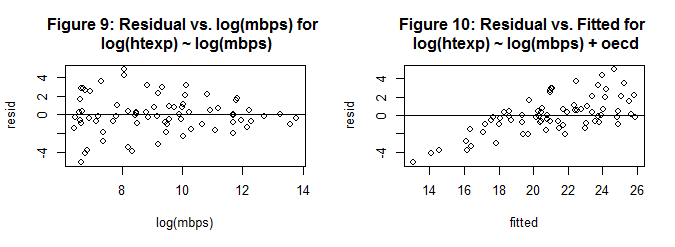 Figure 9: Residual vs. log(mbps) for
log(htexp) ~ log(mbps)
resid
4
2
0
-4
8
10
12
14
log(mbps)
Figure 10: Residual vs. Fitted for
log(htexp) ~ log(mbps) + oecd
resid
4
2
0
-4
14
16
18
20
22
24
26
fitted